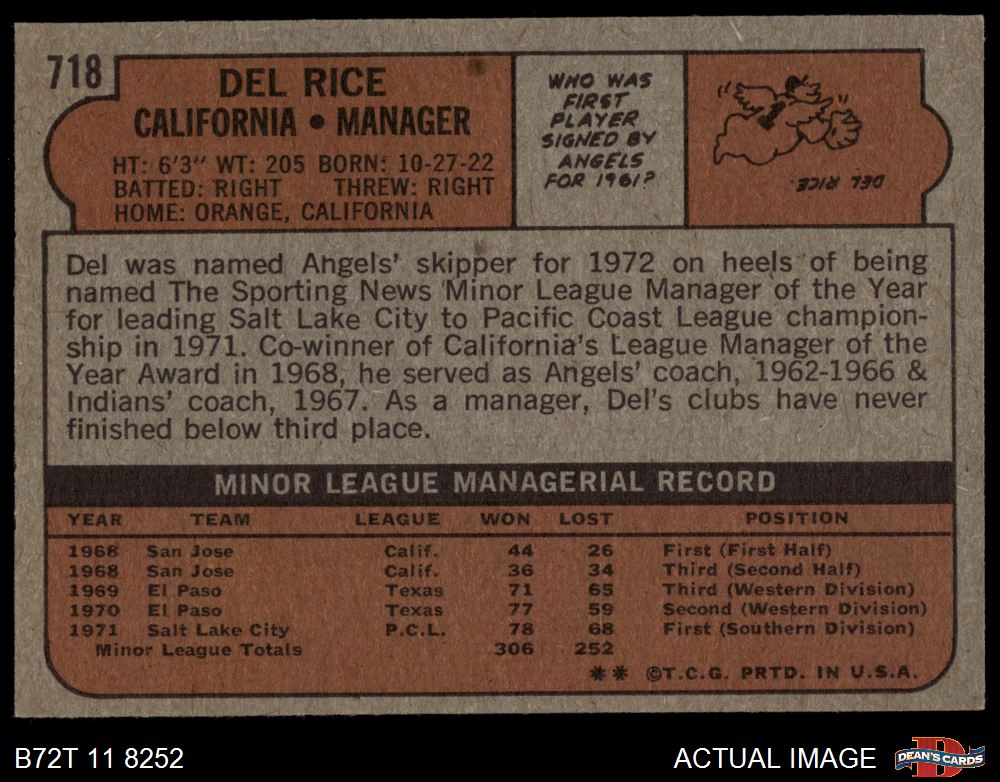 718
DEL RICE
CALIFORNIA • MANAGER
HT: 6'3" WT: 205 BORN: 10-27-22
BATTED: RIGHT THREW: RIGHT
HOME: ORANGE, CALIFORNIA
WHO WAS
FIRST
PLAYER
SIGNED BY
ANGELS
FOR 1961?
DEL RICE.
Del was named Angels' skipper for 1972 on heels of being
named The Sporting News Minor League Manager of the Year
for leading Salt Lake City to Pacific Coast League champion-
ship in 1971. Co-winner of California's League Manager of the
Year Award in 1968, he served as Angels' coach, 1962-1966 &
Indians' coach, 1967. As a manager, Del's clubs have never
finished below third place.
MINOR LEAGUE MANAGERIAL RECORD
YEAR TEAM LEAGUE WON LOST POSITION
1968 San Jose Calif. 44 26 First (First Half)
1968 San Jose Calif. 36 34 Third (Second Half)
1969 El Paso Texas 71 65 Third (Western Division)
1970 El Paso Texas 77 59 Second (Western Division)
1971 Salt Lake City P.C.L. 78 68 First (Southern Division)
Minor League Totals 306 252
** ©T.C.G. PRTD. IN U.S.A.
B72T 11 8252
ACTUAL IMAGE
D
DEAN'S CARDS